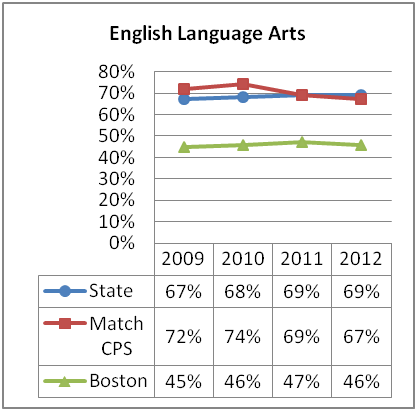 English Language Arts
80%
70%
60%
50%
40%
30%
20%
10%
0%
2009 2010 2011 2012
State 67% 68% 69% 69%
Match
CPS 72% 74% 69% 67%
Boston 45% 46% 47% 46%